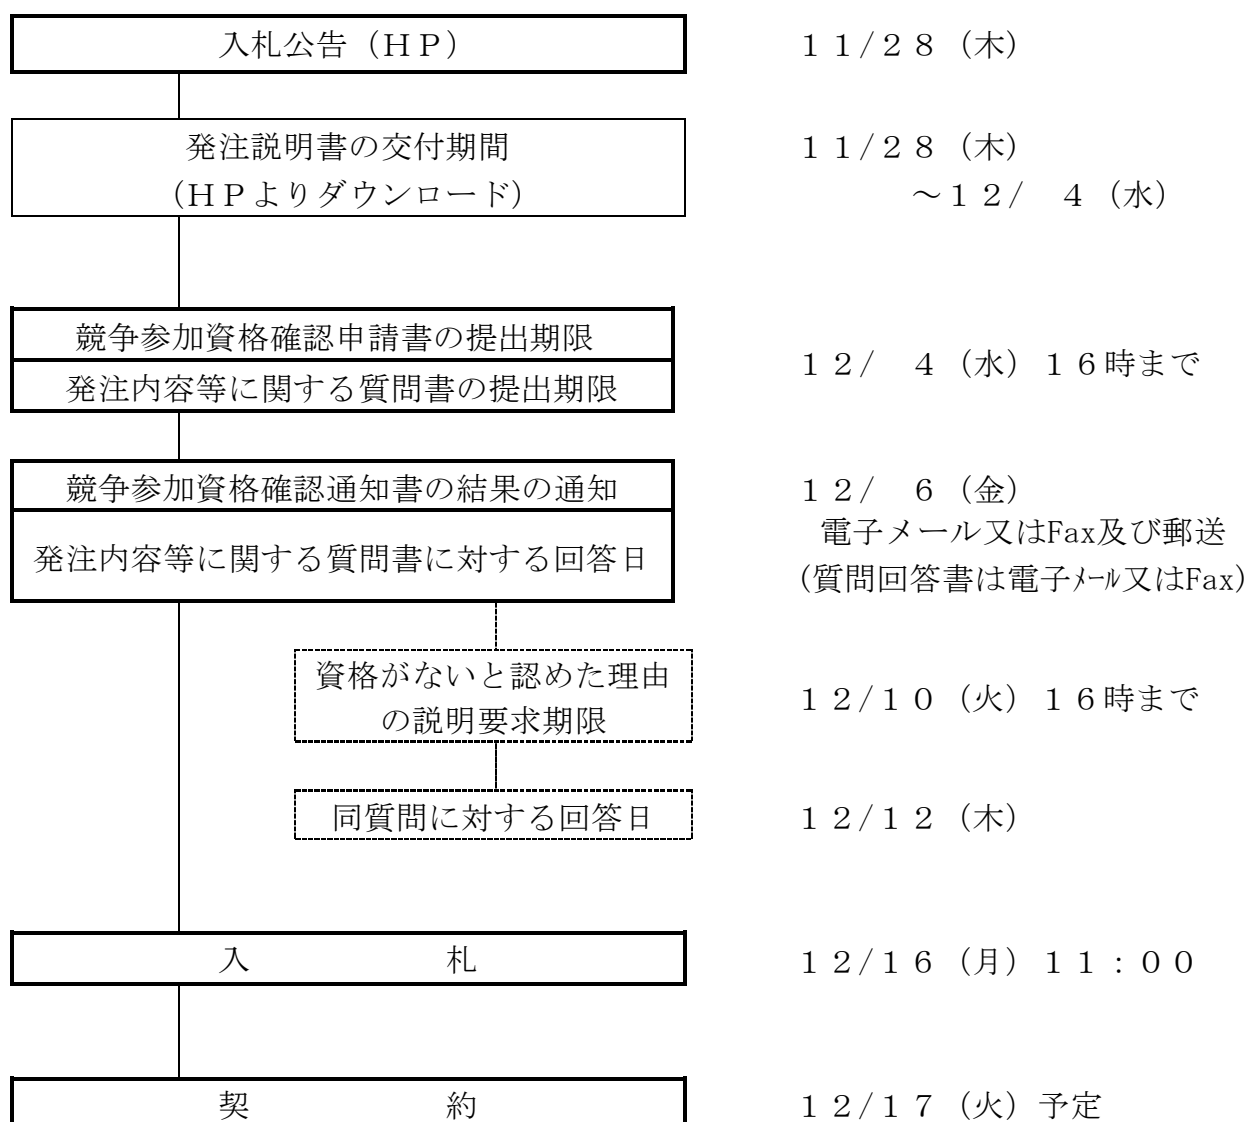 入札公告（ＨＰ）
１１/２８（木）
発注説明書の交付期間
（ＨＰよりダウンロード）
１１/２８（木）
～１２/　４（水）
競争参加資格確認申請書の提出期限
発注内容等に関する質問書の提出期限
１２/　４（水）１６時まで
競争参加資格確認通知書の結果の通知
発注内容等に関する質問書に対する回答日
１２/　６（金）
電子メール又はFax及び郵送
(質問回答書は電子ﾒｰﾙ又はFax)
資格がないと認めた理由
の説明要求期限
１２/１０（火）１６時まで
同質問に対する回答日
１２/１２（木）
入　　　　　　札
１２/１６（月）１１：００
契　　　　　　約
１２/１７（火）予定